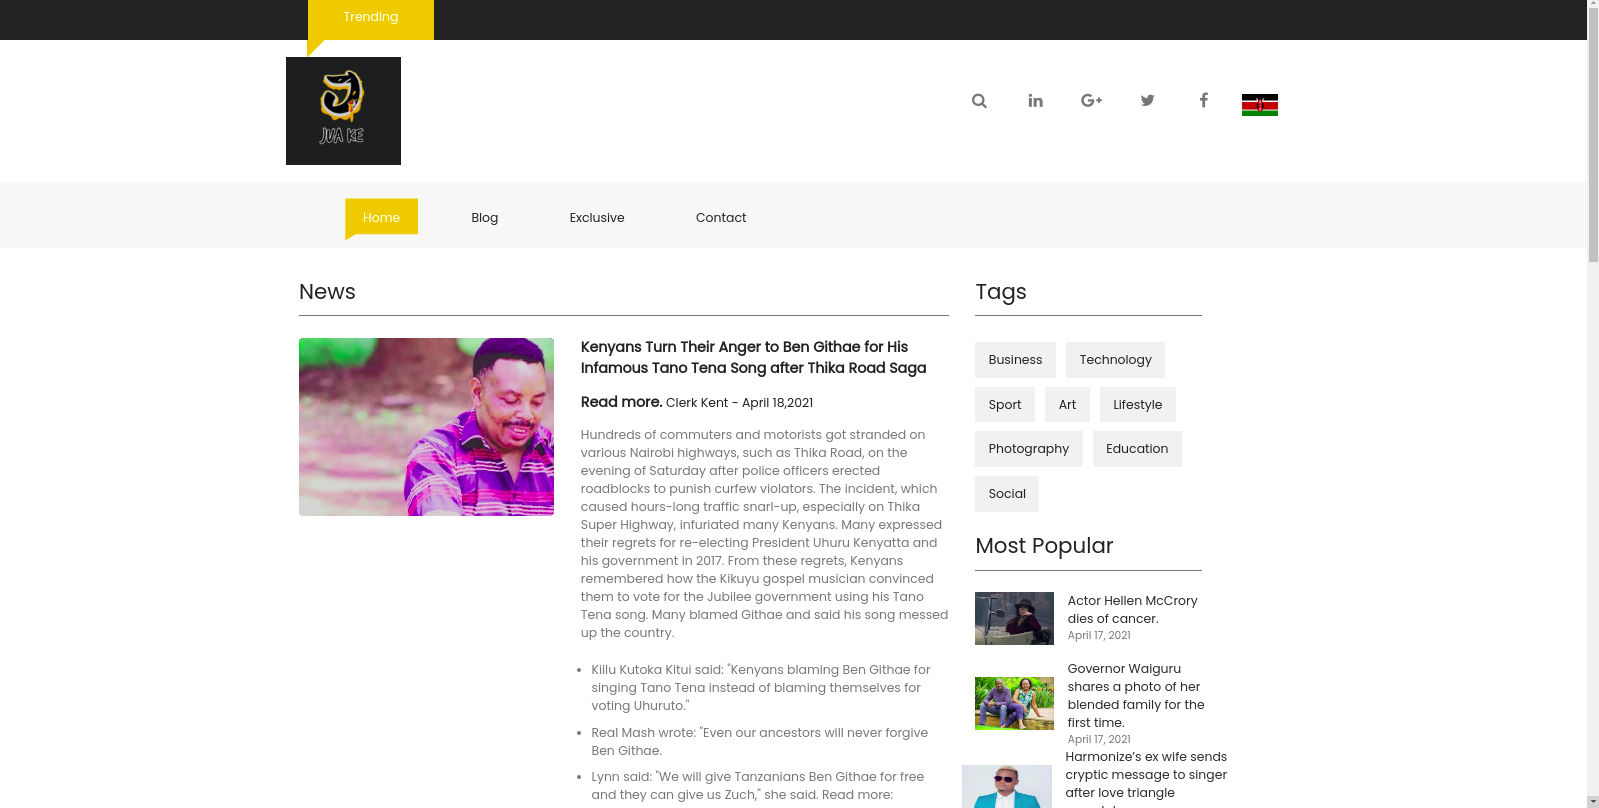 Trending
JUA KE
Home
Blog
Exclusive
Contact
News
Kenyans Turn Their Anger to Ben Githae for His
Infamous Tano Tena Song after Thika Road Saga
Read more. Clerk Kent - April 18,2021
Hundreds of commuters and motorists got stranded on
various Nairobi highways, such as Thika Road, on the
evening of Saturday after police officers erected
roadblocks to punish curfew violators. The incident, which
caused hours-long traffic snarl-up, especially on Thika
Super Highway, infuriated many Kenyans. Many expressed
their regrets for re-electing President Uhuru Kenyatta and
his government in 2017. From these regrets, Kenyans
remembered how the Kikuyu gospel musician convinced
them to vote for the Jubilee government using his Tano
Tena song. Many blamed Githae and said his song messed
up the country.
Kiilu Kutoka Kitui said: "Kenyans blaming Ben Githae for
singing Tano Tena instead of blaming themselves for
voting Uhuruto."
Real Mash wrote: "Even our ancestors will never forgive
Ben Githae.
Lynn said: "We will give Tanzanians Ben Githae for free
and they can give us Zuch," she said. Read more:
Tags
Business
Technology
Sport
Art
Lifestyle
Photography
Education
Social
Most Popular
Actor Hellen McCrory
dies of cancer.
April 17, 2021
Governor Waiguru
shares a photo of her
blended family for the
first time.
April 17, 2021
Harmonize’s ex wife sends
cryptic message to singer
after love triangle